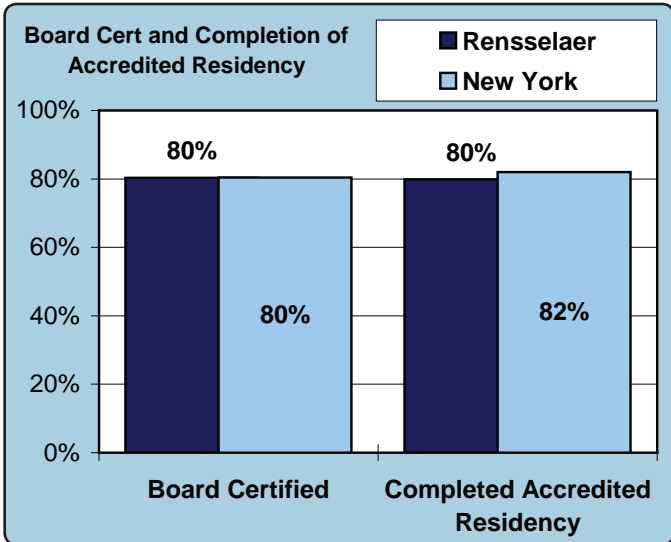 Board Cert and Completion of
Accredited Residency
Rensselaer
New York
100%
80%
60%
40%
20%
0%
80%
80%
80%
82%
Board Certified
Completed Accredited
Residency